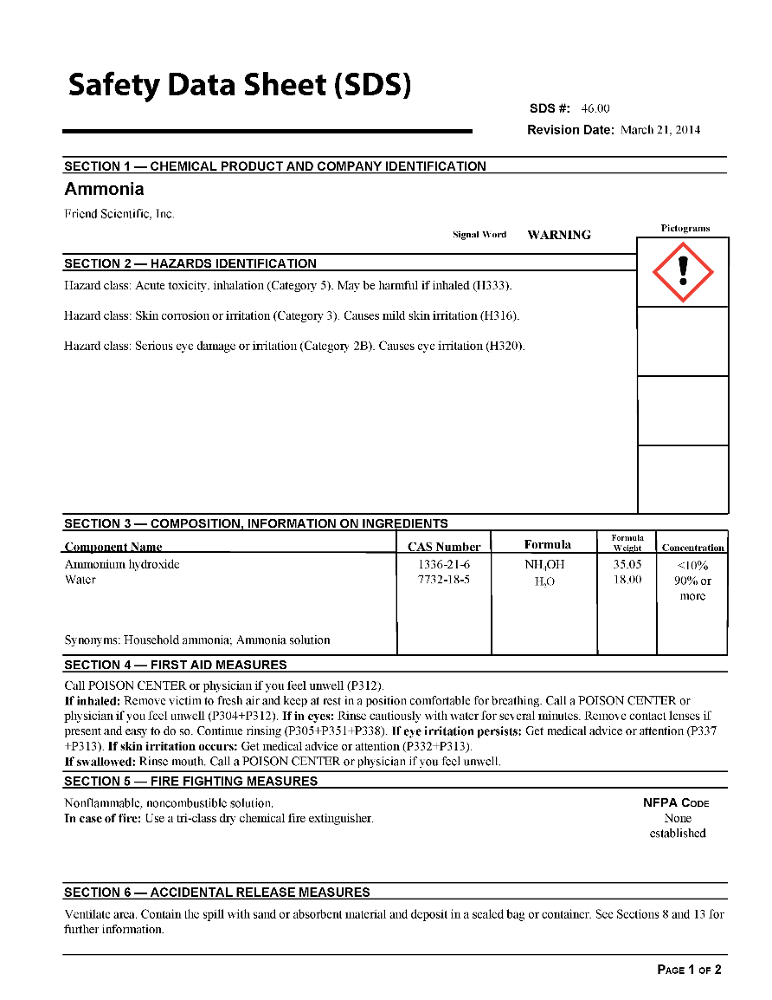 Safety Data Sheet (SDS)
SDS #: 46.00
Revision Date: March 21, 2014
SECTION 1 — CHEMICAL PRODUCT AND COMPANY IDENTIFICATION
Ammonia
Friend Scientific, Inc.
Signal Word WARNING
Pictograms
SECTION 2 — HAZARDS IDENTIFICATION
Hazard class: Acute toxicity, inhalation (Category 5). May be harmful if inhaled (H333).
Hazard class: Skin corrosion or irritation (Category 3). Causes mild skin irritation (H316).
Hazard class: Serious eye damage or irritation (Category 2B). Causes eye irritation (H320).
SECTION 3 — COMPOSITION, INFORMATION ON INGREDIENTS
Component Name CAS Number Formula Formula Weight Concentration
Ammonium hydroxide 1336-21-6 NH₄OH 35.05 <10%
Water 7732-18-5 H₂O 18.00 90% or
more
Synonyms: Household ammonia; Ammonia solution
SECTION 4 — FIRST AID MEASURES
Call POISON CENTER or physician if you feel unwell (P312).
If inhaled: Remove victim to fresh air and keep at rest in a position comfortable for breathing. Call a POISON CENTER or
physician if you feel unwell (P304+P312). If in eyes: Rinse cautiously with water for several minutes. Remove contact lenses if
present and easy to do so. Continue rinsing (P305+P351+P338). If eye irritation persists: Get medical advice or attention (P337
+P313). If skin irritation occurs: Get medical advice or attention (P332+P313).
If swallowed: Rinse mouth. Call a POISON CENTER or physician if you feel unwell.
SECTION 5 — FIRE FIGHTING MEASURES
Nonflammable, noncombustible solution.
In case of fire: Use a tri-class dry chemical fire extinguisher.
NFPA CODE
None
established
SECTION 6 — ACCIDENTAL RELEASE MEASURES
Ventilate area. Contain the spill with sand or absorbent material and deposit in a sealed bag or container. See Sections 8 and 13 for
further information.
PAGE 1 OF 2